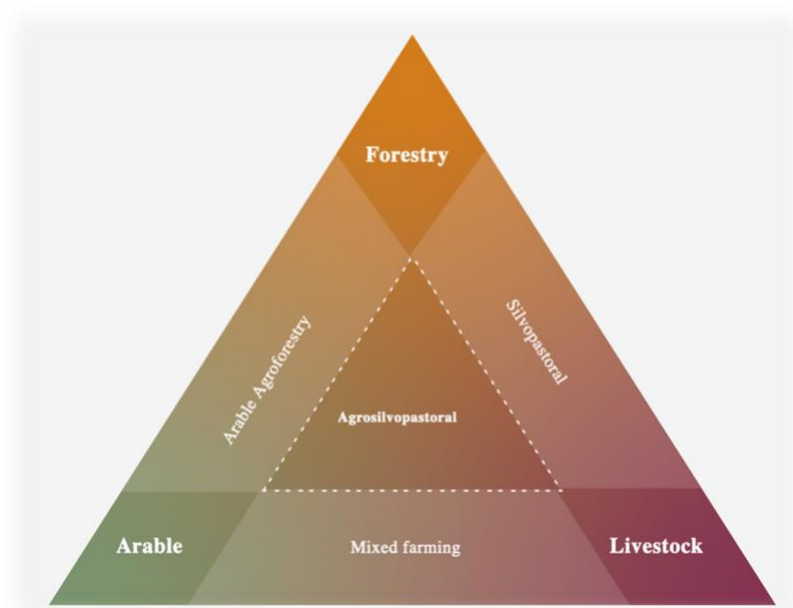 Forestry
Arable Agroforestry
Silvopastoral
Agrosilvopastoral
Arable
Mixed farming
Livestock